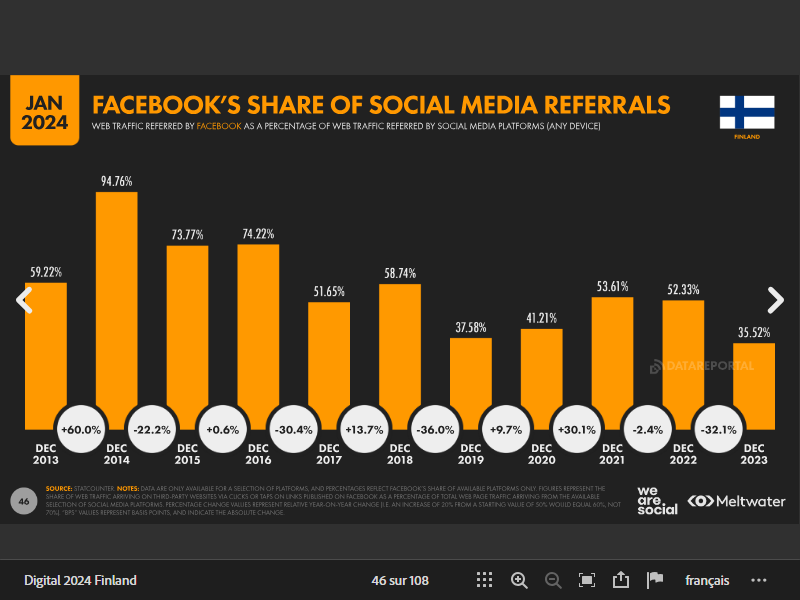 JAN
2024
FACEBOOK'S SHARE OF SOCIAL MEDIA REFERRALS
WEB TRAFFIC REFERRED BY FACEBOOK AS A PERCENTAGE OF WEB TRAFFIC REFERRED BY SOCIAL MEDIA PLATFORMS (ANY DEVICE)
FINLAND
59.22%
94.76%
73.77%
74.22%
51.65%
58.74%
37.58%
41.21%
53.61%
52.33%
35.52%
DATAREPORTAL
+60.0%
-22.2%
+0.6%
-30.4%
+13.7%
-36.0%
+9.7%
+30.1%
-2.4%
-32.1%
DEC 2013
DEC 2014
DEC 2015
DEC 2016
DEC 2017
DEC 2018
DEC 2019
DEC 2020
DEC 2021
DEC 2022
DEC 2023
46
SOURCE: STATCOUNTER. NOTES: DATA ARE ONLY AVAILABLE FOR A SELECTION OF PLATFORMS, AND PERCENTAGES REFLECT FACEBOOK'S SHARE OF AVAILABLE PLATFORMS ONLY. FIGURES REPRESENT THE
SHARE OF WEB TRAFFIC ARRIVING ON THIRD-PARTY WEBSITES VIA CLICKS OR TAPS ON LINKS PUBLISHED ON FACEBOOK AS A PERCENTAGE OF TOTAL WEB PAGE TRAFFIC ARRIVING FROM THE AVAILABLE
SELECTION OF SOCIAL MEDIA PLATFORMS. PERCENTAGE CHANGE VALUES REPRESENT RELATIVE YEAR-ON-YEAR CHANGE (I.E. AN INCREASE OF 20% FROM A STARTING VALUE OF 50% WOULD EQUAL 60%, NOT
70%). "BPS" VALUES REPRESENT BASIS POINTS, AND INDICATE THE ABSOLUTE CHANGE.
we
are.
social
Meltwater
Digital 2024 Finland
46 sur 108
français